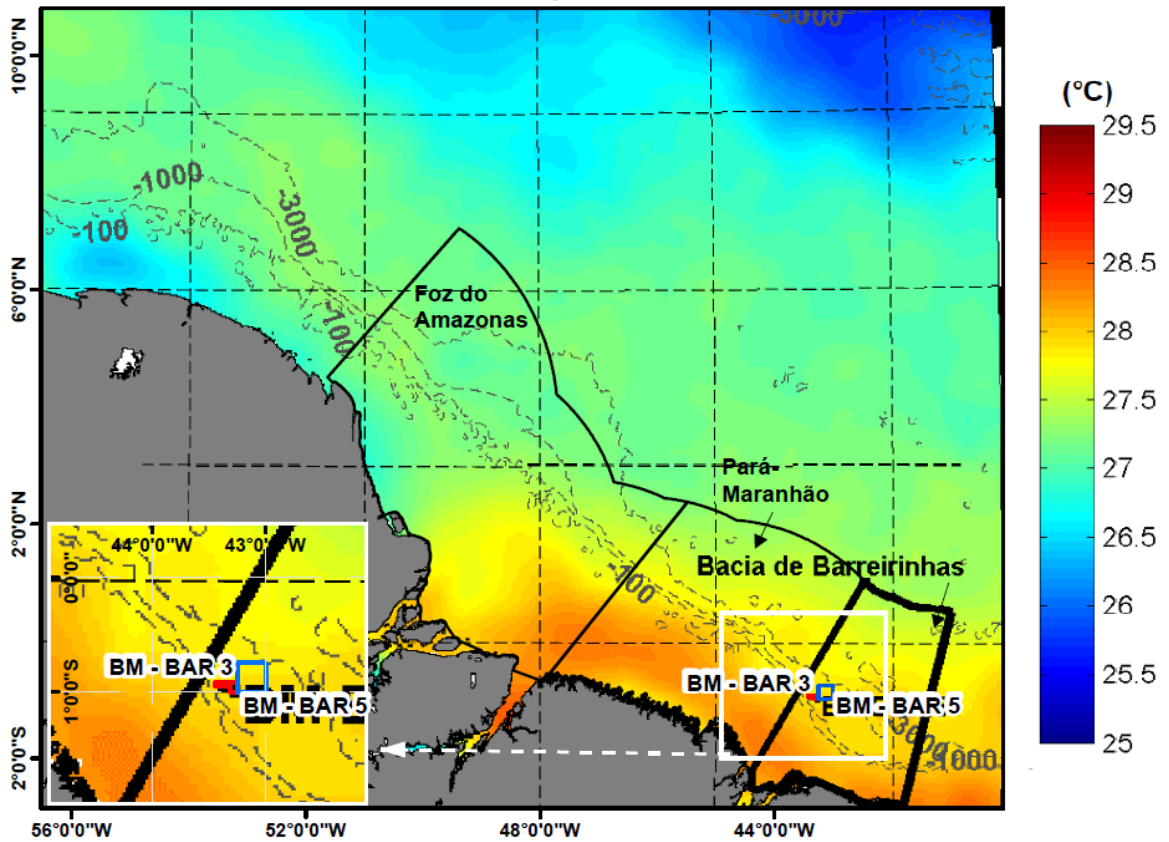 (°C)
29.5
29
28.5
28
27.5
27
26.5
26
25.5
25
10°0'0"N
6°0'0"N
2°0'0"N
2°0'0"S
56°0'0"W
52°0'0"W
48°0'0"W
44°0'0"W
-3000
-1000
-3000
-100
-100
Foz do
Amazonas
Pará-
Maranhão
-100
Bacia de Barreirinhas
BM - BAR 3
BM - BAR 5
-3000
-1000
44°0'0"W
43°0'0"W
0°0'0"
1°0'0"S
BM - BAR 3
BM - BAR 5